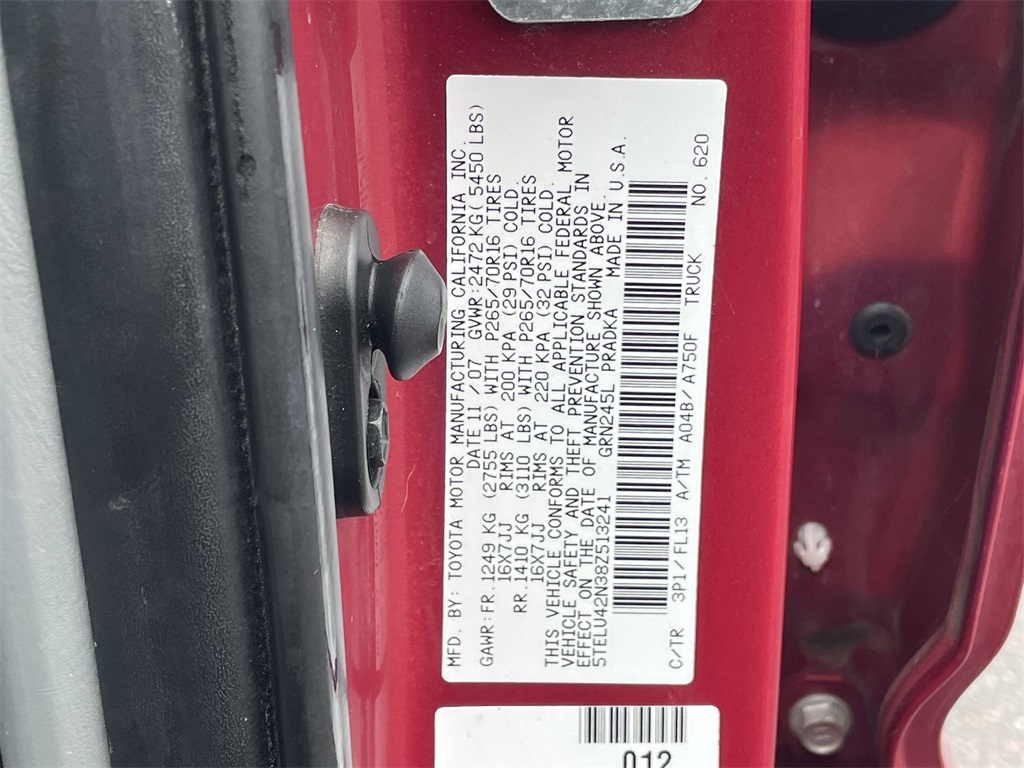 MFD. BY: TOYOTA MOTOR MANUFACTURING CALIFORNIA INC.
DATE 11/07 GVWR: 2472 KG( 5450 LBS)
GAWR: FR. 1249 KG (2755 LBS) WITH P265/70R16 TIRES
16X7JJ RIMS AT 200 KPA (29 PSI) COLD.
RR. 1410 KG (3110 LBS) WITH P265/70R16 TIRES
16X7JJ RIMS AT 220 KPA (32 PSI) COLD.
THIS VEHICLE CONFORMS TO ALL APPLICABLE FEDERAL MOTOR
VEHICLE SAFETY AND THEFT PREVENTION STANDARDS IN
EFFECT ON THE DATE OF MANUFACTURE SHOWN ABOVE.
5TELU42N38Z513241 GRN245L PRADKA MADE IN U.S.A.
C/TR 3P1/FL13 A/TM A04B/A750F TRUCK NO. 620
012